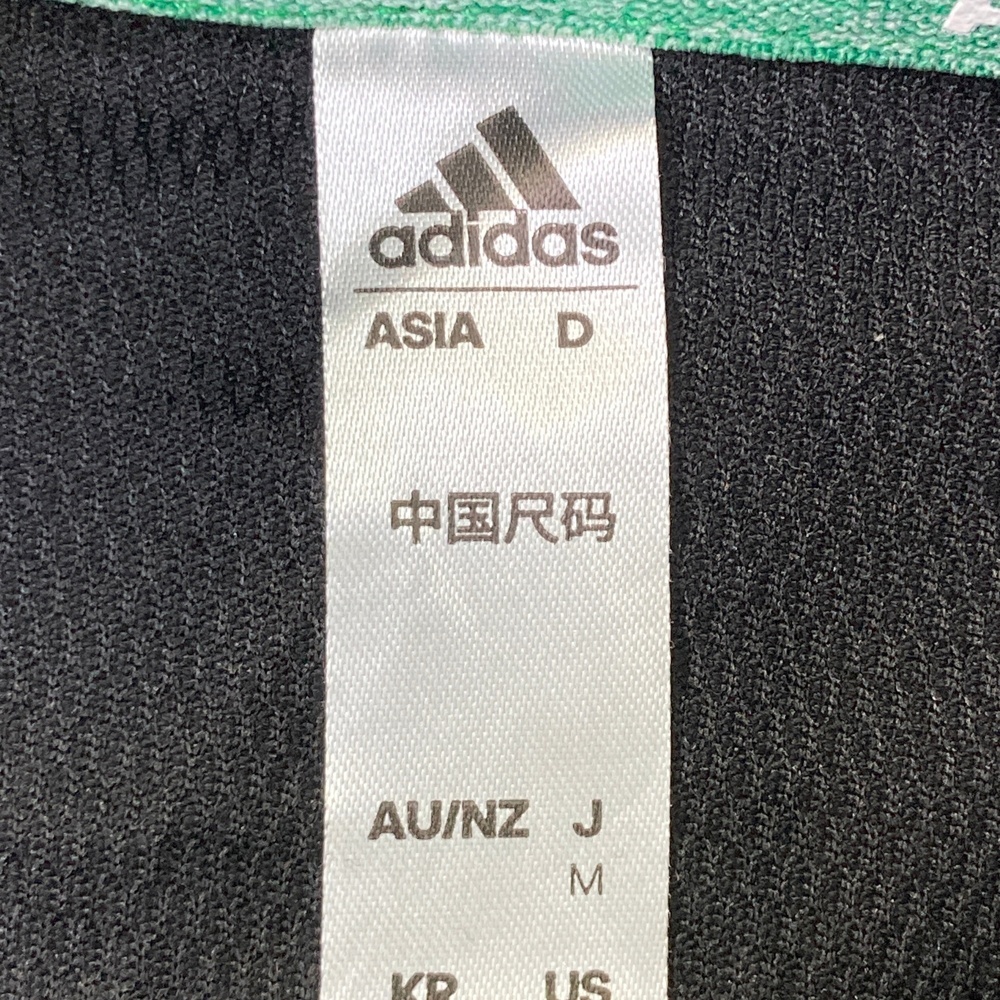 adidas
ASIA D
中国尺码
AU/NZ J
M
KR US